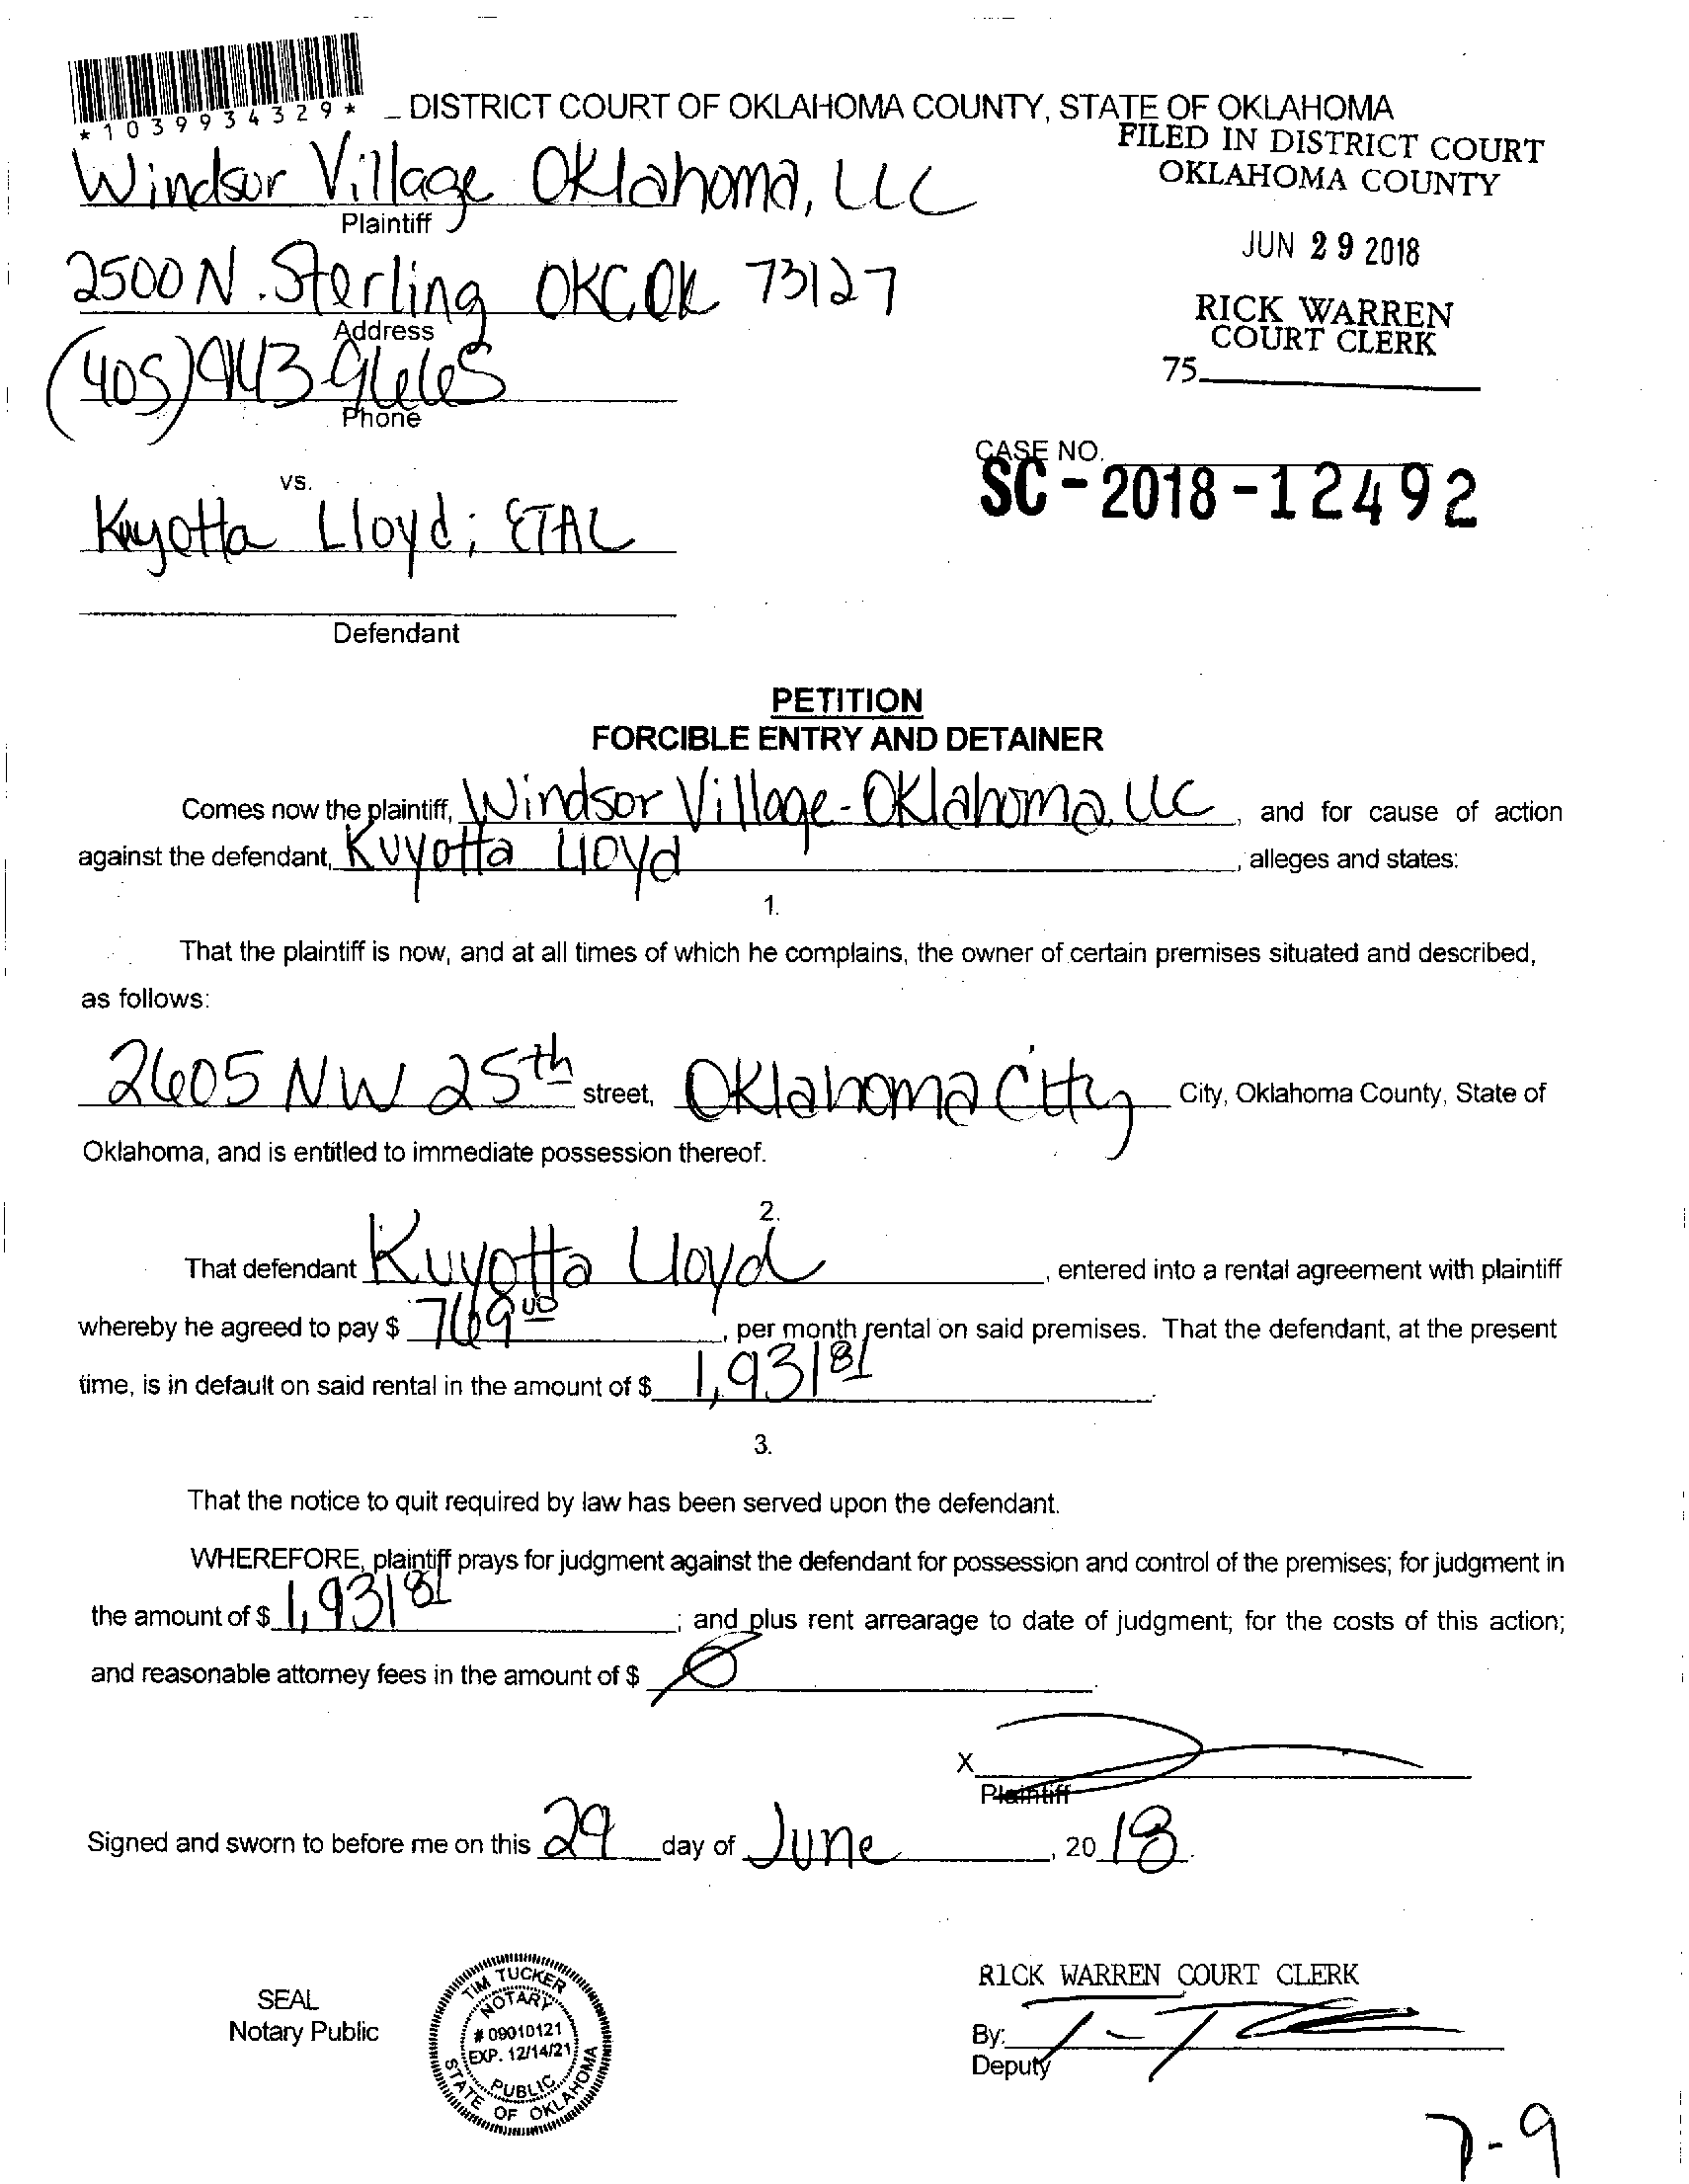 *1039934329*
DISTRICT COURT OF OKLAHOMA COUNTY, STATE OF OKLAHOMA
FILED IN DISTRICT COURT
OKLAHOMA COUNTY
JUN 29 2018
RICK WARREN
COURT CLERK
75
Windsor Village Oklahoma, LLC
Plaintiff
2500 N. Sterling OKC, OK 73127
Address
(405) 943-9665
Phone
CASE NO.
SC-2018-12492
vs.
Kuyotta Lloyd; ETAL
Defendant
PETITION
FORCIBLE ENTRY AND DETAINER
Comes now the plaintiff, Windsor Village-Oklahoma, LLC, and for cause of action
against the defendant, Kuyotta Lloyd, alleges and states:
1.
That the plaintiff is now, and at all times of which he complains, the owner of certain premises situated and described,
as follows:
2605 NW 25th street, Oklahoma City City, Oklahoma County, State of
Oklahoma, and is entitled to immediate possession thereof.
2.
That defendant Kuyotta Lloyd, entered into a rental agreement with plaintiff
whereby he agreed to pay $ 769 00, per month rental on said premises. That the defendant, at the present
time, is in default on said rental in the amount of $ 1,931 81.
3.
That the notice to quit required by law has been served upon the defendant.
WHEREFORE, plaintiff prays for judgment against the defendant for possession and control of the premises; for judgment in
the amount of $ 1,931 81; and plus rent arrearage to date of judgment; for the costs of this action;
and reasonable attorney fees in the amount of $ 0.
X
Plaintiff
Signed and sworn to before me on this 29 day of June, 20 18.
SEAL
Notary Public
TIM TUCKER
NOTARY
# 09010121
EXP. 12/14/21
PUBLIC
STATE OF OKLAHOMA
RICK WARREN COURT CLERK
By:
Deputy
7-9